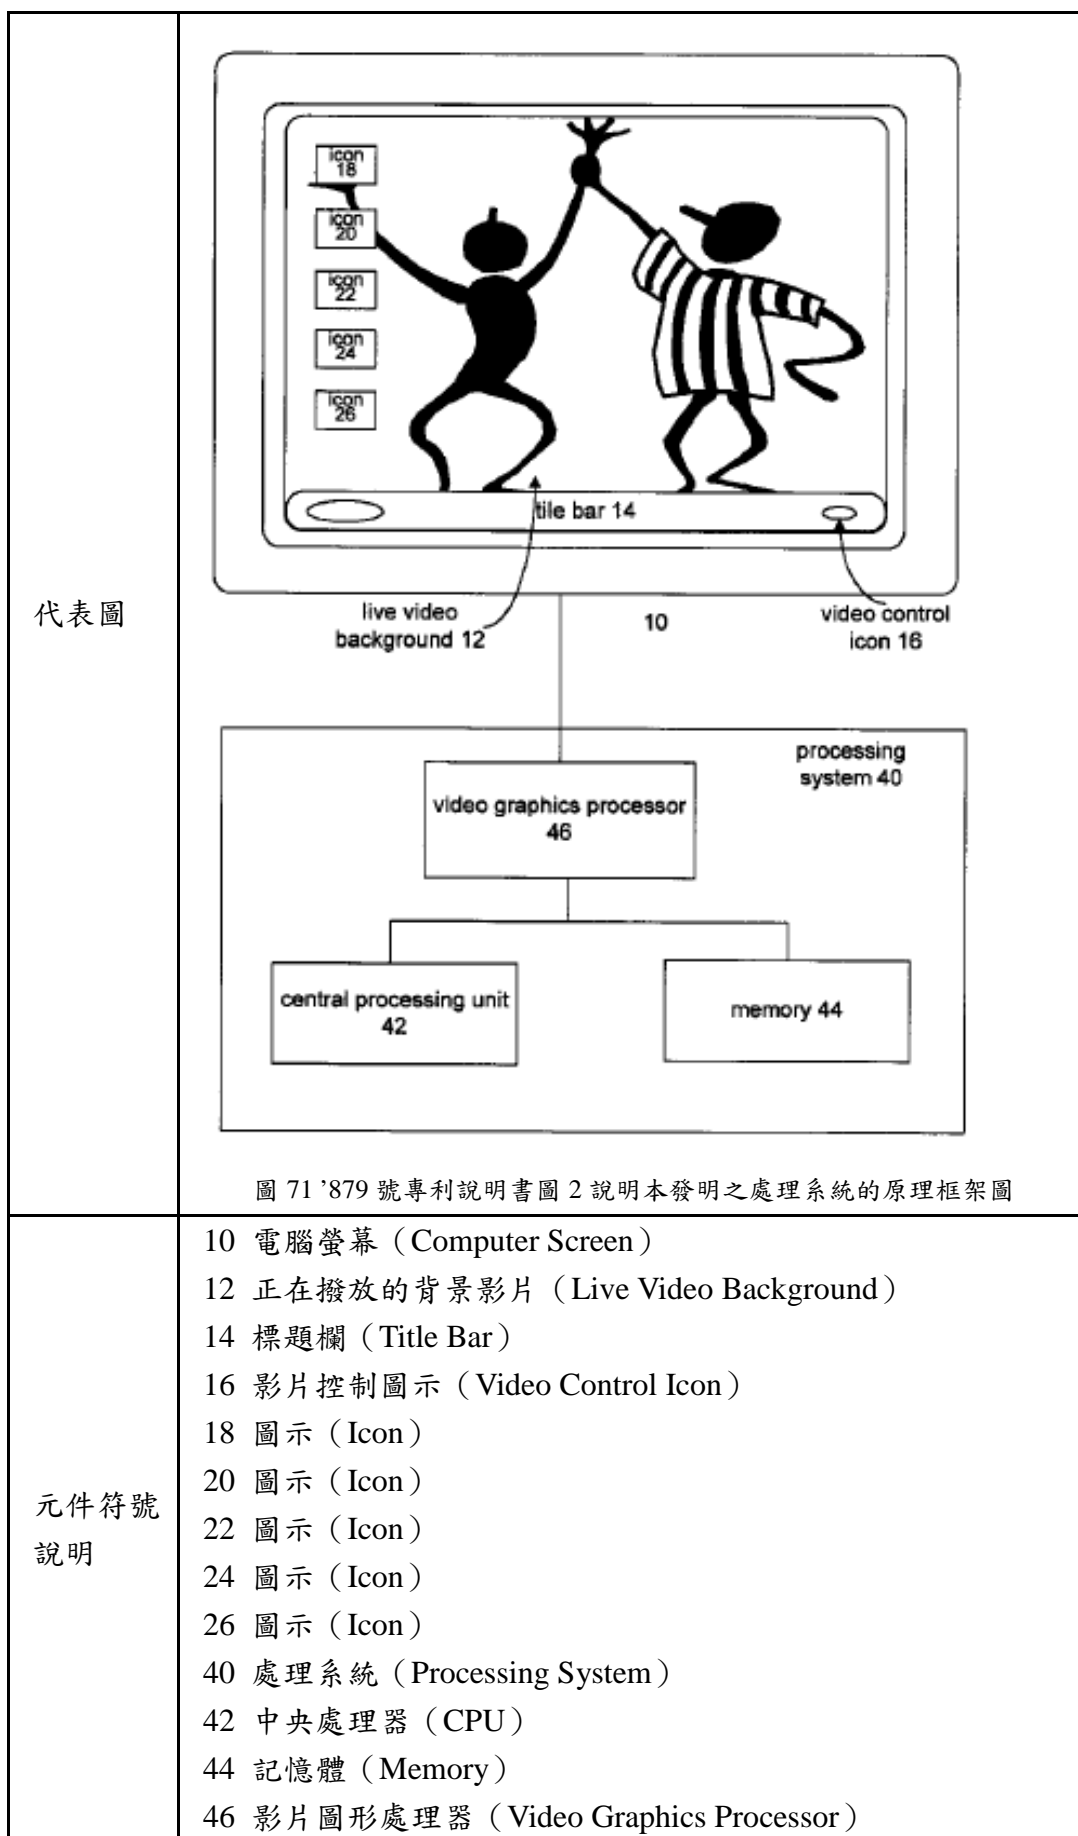 代表圖
icon
18
icon
20
icon
22
icon
24
icon
26
tile bar 14
live video
background 12
10
video control
icon 16
processing
system 40
video graphics processor
46
central processing unit
42
memory 44
圖 71 ’879 號專利說明書圖 2 說明本發明之處理系統的原理框架圖
元件符號
說明
10 電腦螢幕（Computer Screen）
12 正在撥放的背景影片（Live Video Background）
14 標題欄（Title Bar）
16 影片控制圖示（Video Control Icon）
18 圖示（Icon）
20 圖示（Icon）
22 圖示（Icon）
24 圖示（Icon）
26 圖示（Icon）
40 處理系統（Processing System）
42 中央處理器（CPU）
44 記憶體（Memory）
46 影片圖形處理器（Video Graphics Processor）